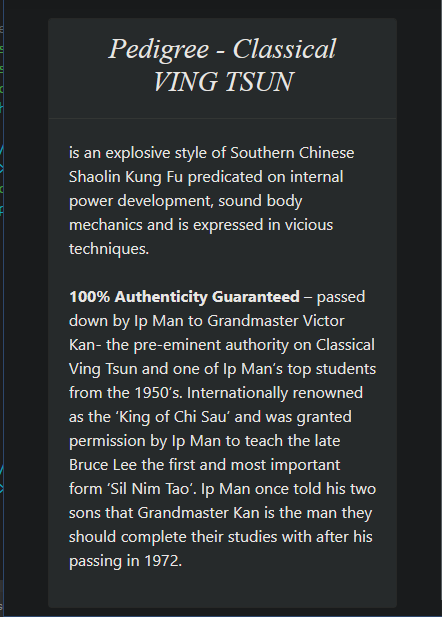 Pedigree - Classical
VING TSUN
is an explosive style of Southern Chinese
Shaolin Kung Fu predicated on internal
power development, sound body
mechanics and is expressed in vicious
techniques.
100% Authenticity Guaranteed – passed
down by Ip Man to Grandmaster Victor
Kan- the pre-eminent authority on Classical
Ving Tsun and one of Ip Man’s top students
from the 1950’s. Internationally renowned
as the ‘King of Chi Sau’ and was granted
permission by Ip Man to teach the late
Bruce Lee the first and most important
form ‘Sil Nim Tao’. Ip Man once told his two
sons that Grandmaster Kan is the man they
should complete their studies with after his
passing in 1972.